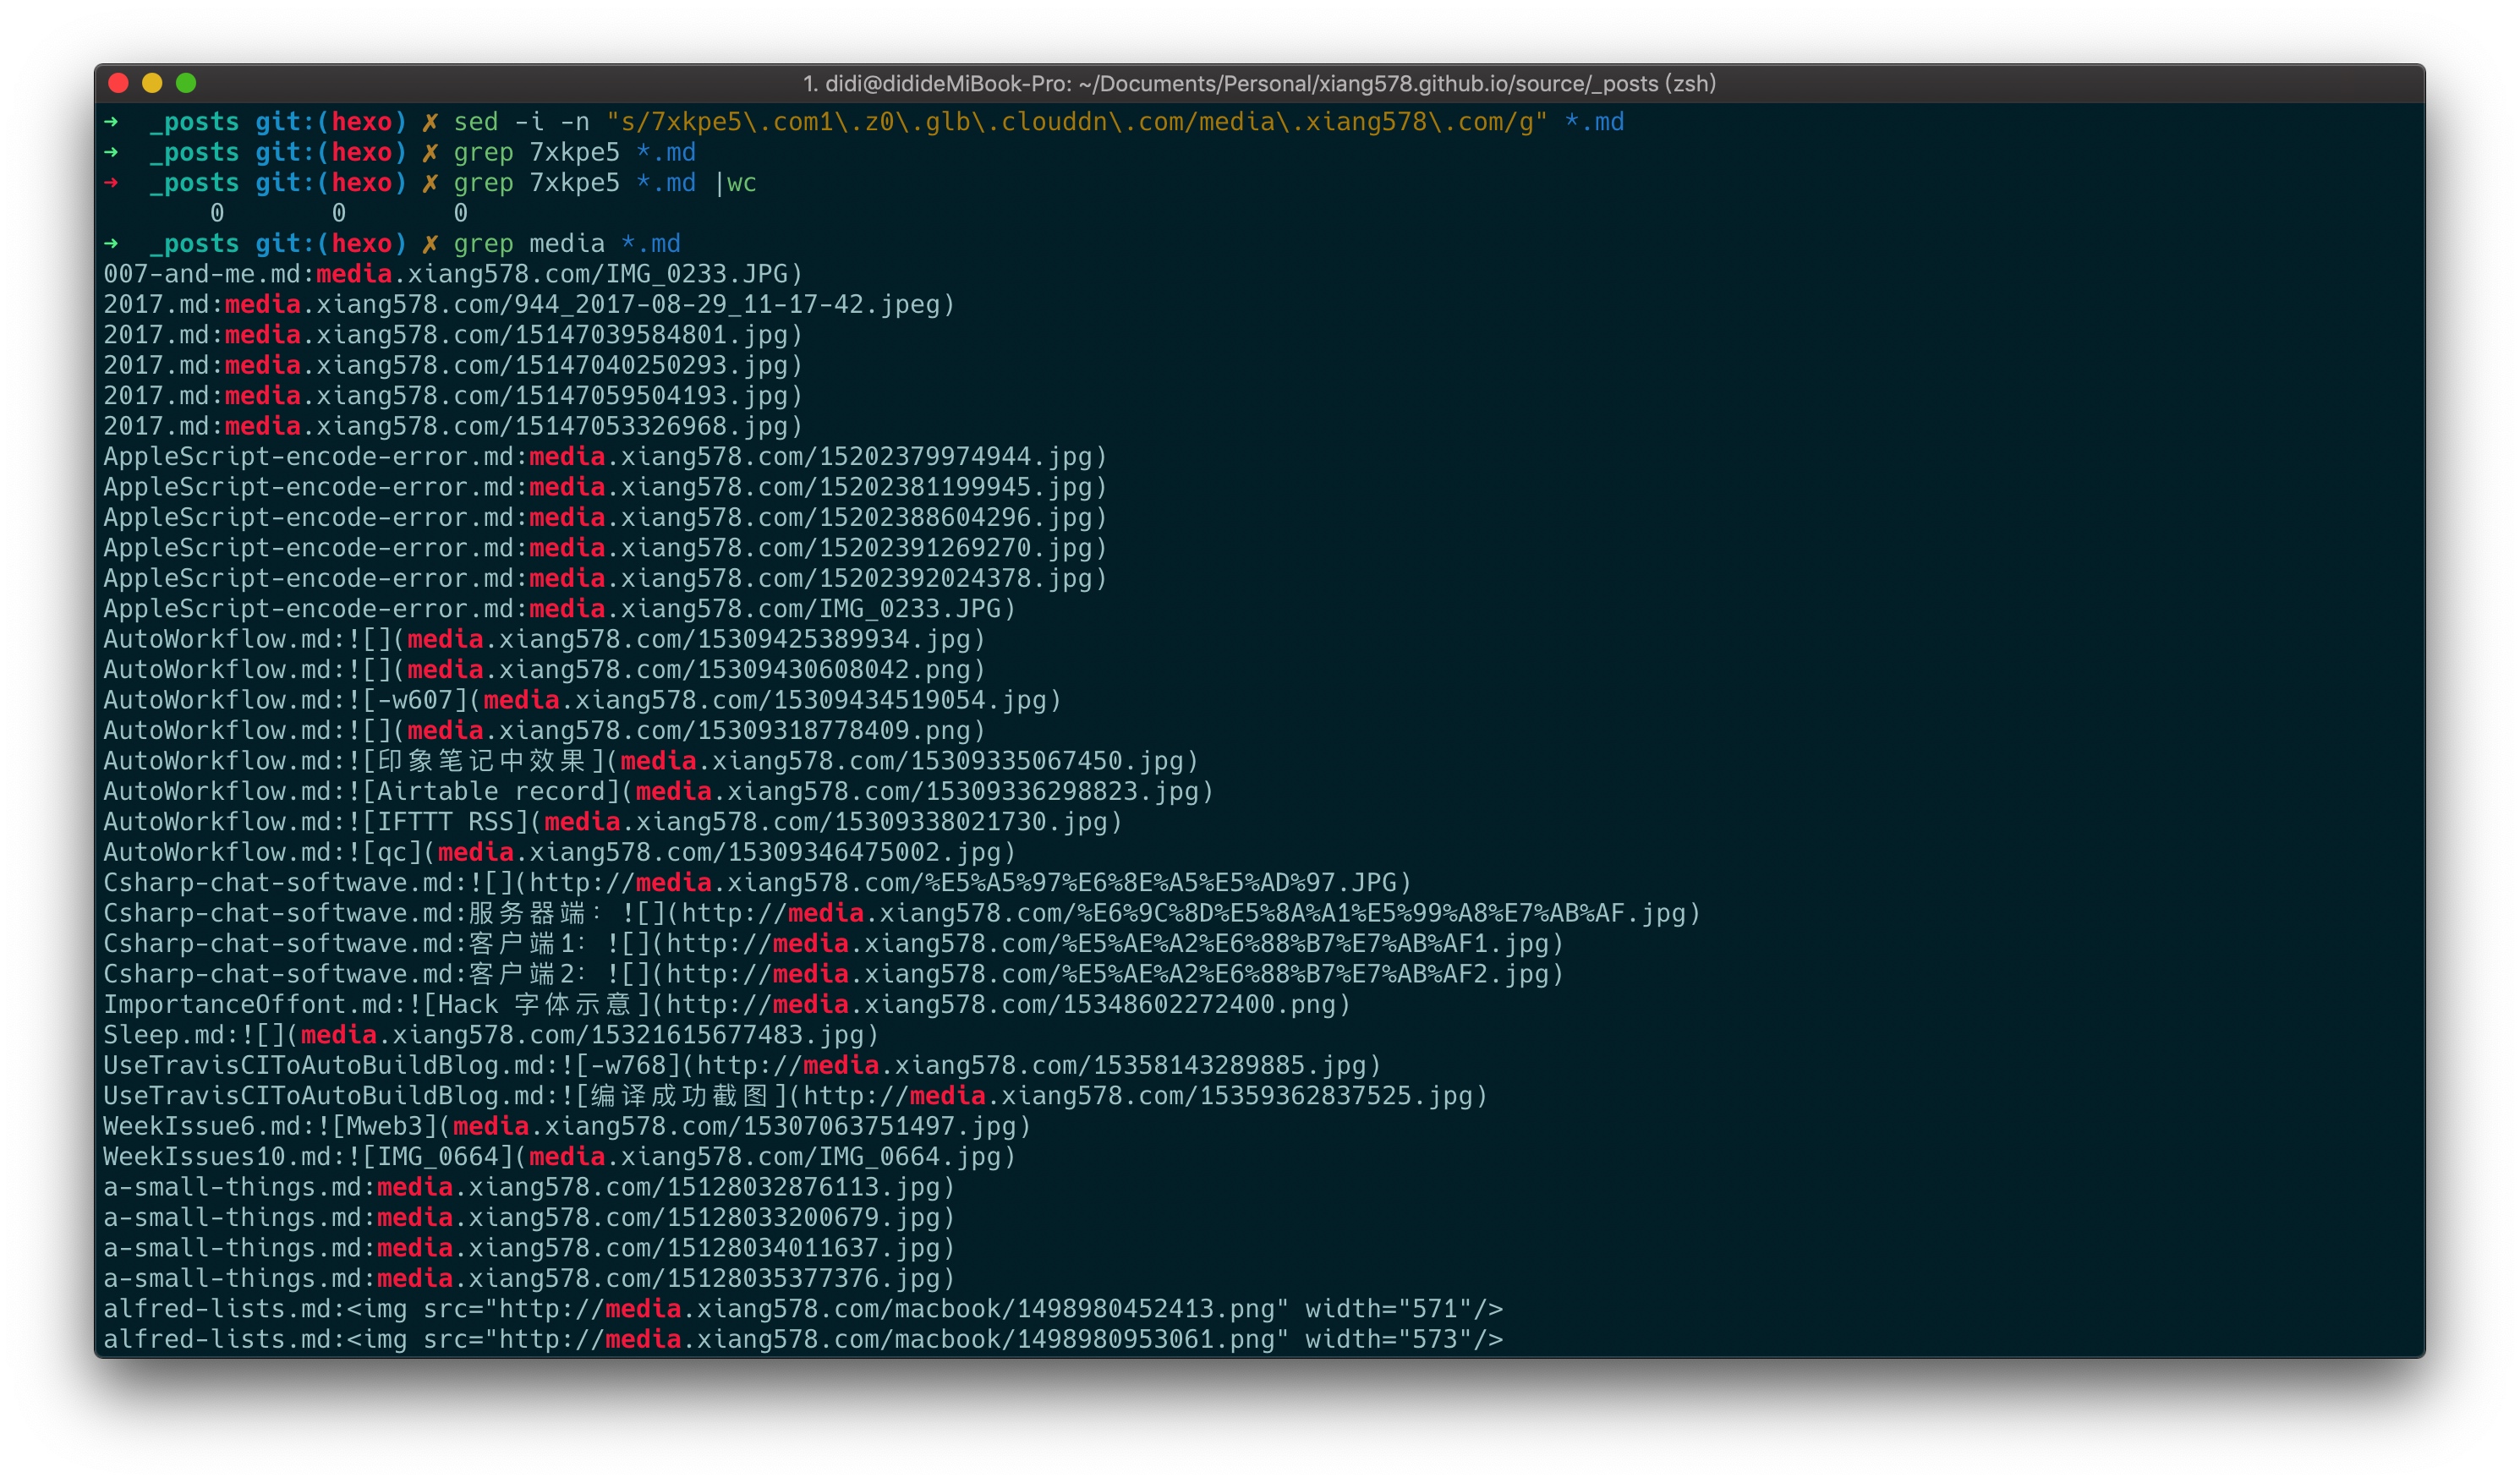 1. didi@didideMiBook-Pro: ~/Documents/Personal/xiang578.github.io/source/_posts (zsh)
➜  _posts git:(hexo) ✗ sed -i -n "s/7xkpe5\.com1\.z0\.glb\.clouddn\.com/media\.xiang578\.com/g" *.md
➜  _posts git:(hexo) ✗ grep 7xkpe5 *.md
➜  _posts git:(hexo) ✗ grep 7xkpe5 *.md |wc
       0       0       0
➜  _posts git:(hexo) ✗ grep media *.md
007-and-me.md:media.xiang578.com/IMG_0233.JPG)
2017.md:media.xiang578.com/944_2017-08-29_11-17-42.jpeg)
2017.md:media.xiang578.com/15147039584801.jpg)
2017.md:media.xiang578.com/15147040250293.jpg)
2017.md:media.xiang578.com/15147059504193.jpg)
2017.md:media.xiang578.com/15147053326968.jpg)
AppleScript-encode-error.md:media.xiang578.com/15202379974944.jpg)
AppleScript-encode-error.md:media.xiang578.com/15202381199945.jpg)
AppleScript-encode-error.md:media.xiang578.com/15202388604296.jpg)
AppleScript-encode-error.md:media.xiang578.com/15202391269270.jpg)
AppleScript-encode-error.md:media.xiang578.com/15202392024378.jpg)
AppleScript-encode-error.md:media.xiang578.com/IMG_0233.JPG)
AutoWorkflow.md:![](media.xiang578.com/15309425389934.jpg)
AutoWorkflow.md:![](media.xiang578.com/15309430608042.png)
AutoWorkflow.md:![-w607](media.xiang578.com/15309434519054.jpg)
AutoWorkflow.md:![](media.xiang578.com/15309318778409.png)
AutoWorkflow.md:![印象笔记中效果](media.xiang578.com/15309335067450.jpg)
AutoWorkflow.md:![Airtable record](media.xiang578.com/15309336298823.jpg)
AutoWorkflow.md:![IFTTT RSS](media.xiang578.com/15309338021730.jpg)
AutoWorkflow.md:![qc](media.xiang578.com/15309346475002.jpg)
Csharp-chat-softwave.md:![](http://media.xiang578.com/%E5%A5%97%E6%8E%A5%E5%AD%97.JPG)
Csharp-chat-softwave.md:服务器端：![](http://media.xiang578.com/%E6%9C%8D%E5%8A%A1%E5%99%A8%E7%AB%AF.jpg)
Csharp-chat-softwave.md:客户端1：![](http://media.xiang578.com/%E5%AE%A2%E6%88%B7%E7%AB%AF1.jpg)
Csharp-chat-softwave.md:客户端2：![](http://media.xiang578.com/%E5%AE%A2%E6%88%B7%E7%AB%AF2.jpg)
ImportanceOffont.md:![Hack 字体示意](http://media.xiang578.com/15348602272400.png)
Sleep.md:![](media.xiang578.com/15321615677483.jpg)
UseTravisCIToAutoBuildBlog.md:![-w768](http://media.xiang578.com/15358143289885.jpg)
UseTravisCIToAutoBuildBlog.md:![编译成功截图](http://media.xiang578.com/15359362837525.jpg)
WeekIssue6.md:![Mweb3](media.xiang578.com/15307063751497.jpg)
WeekIssues10.md:![IMG_0664](media.xiang578.com/IMG_0664.jpg)
a-small-things.md:media.xiang578.com/15128032876113.jpg)
a-small-things.md:media.xiang578.com/15128033200679.jpg)
a-small-things.md:media.xiang578.com/15128034011637.jpg)
a-small-things.md:media.xiang578.com/15128035377376.jpg)
alfred-lists.md:<img src="http://media.xiang578.com/macbook/1498980452413.png" width="571"/>
alfred-lists.md:<img src="http://media.xiang578.com/macbook/1498980953061.png" width="573"/>